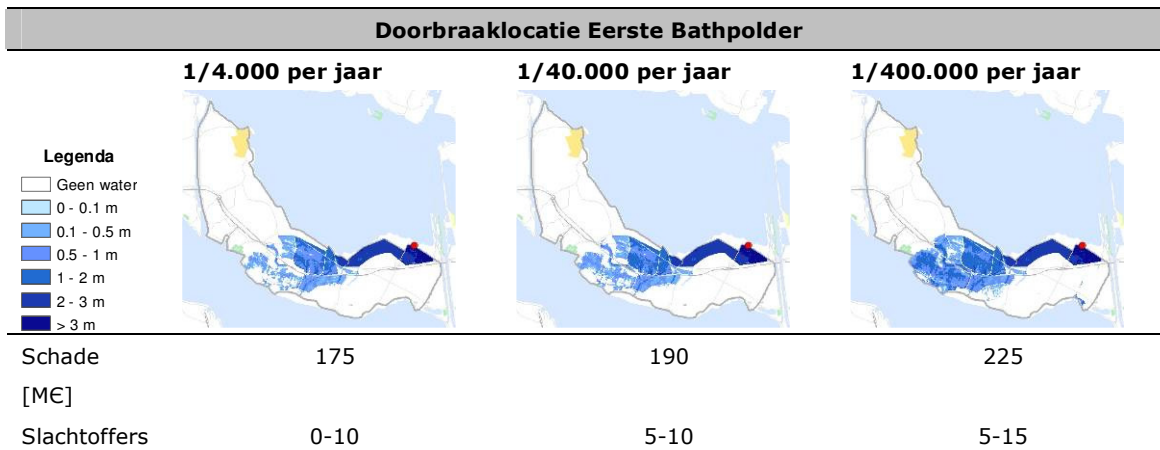 Doorbraaklocatie Eerste Bathpolder
1/4.000 per jaar 1/40.000 per jaar 1/400.000 per jaar
Legenda
Geen water
0 - 0.1 m
0.1 - 0.5 m
0.5 - 1 m
1 - 2 m
2 - 3 m
> 3 m
Schade 175 190 225
[M€]
Slachtoffers 0-10 5-10 5-15